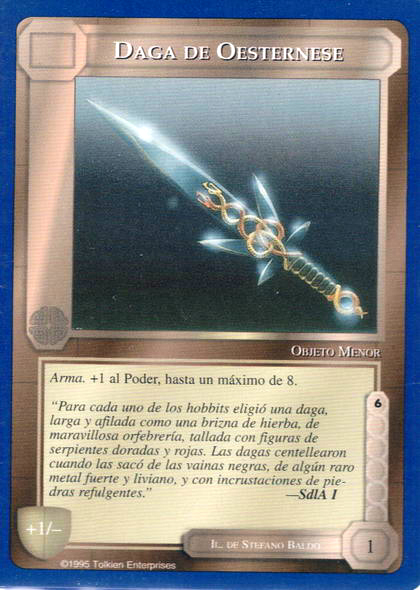 DAGA DE OESTERNESE
OBJETO MENOR
Arma. +1 al Poder, hasta un máximo de 8.
“Para cada uno de los hobbits eligió una daga,
larga y afilada como una brizna de hierba, de
maravillosa orfebrería, tallada con figuras de
serpientes doradas y rojas. Las dagas centellearon
cuando las sacó de las vainas negras, de algún raro
metal fuerte y liviano, y con incrustaciones de pie-
dras refulgentes.” —SdlA I
6
+1/–
IL. DE STEFANO BALDO
1
©1995 Tolkien Enterprises